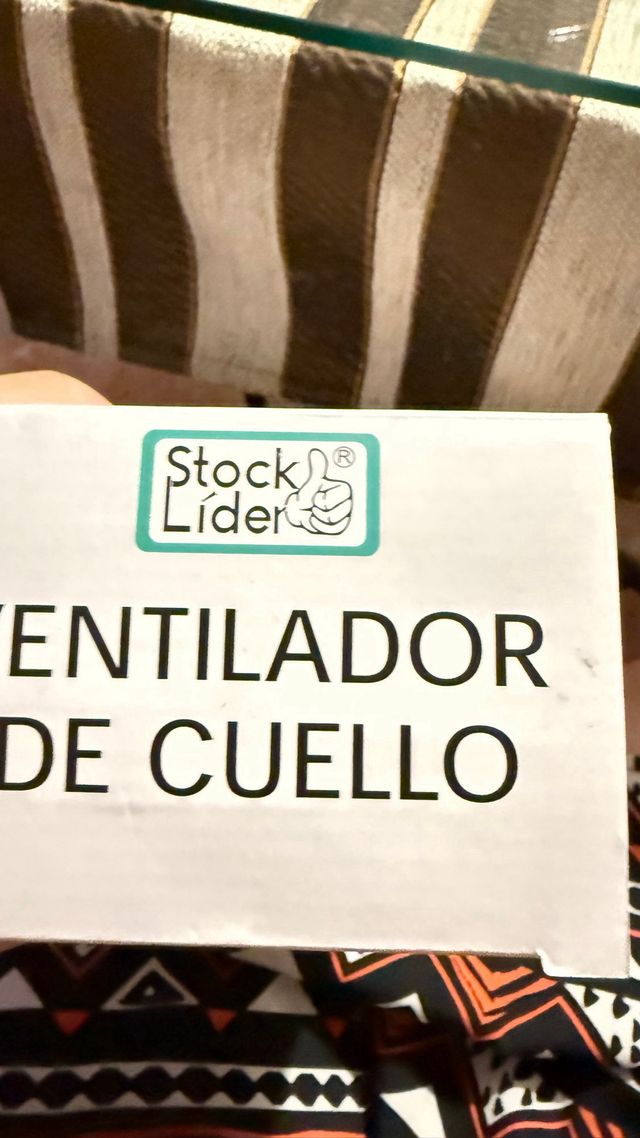 Stock ®
Líder
VENTILADOR
DE CUELLO